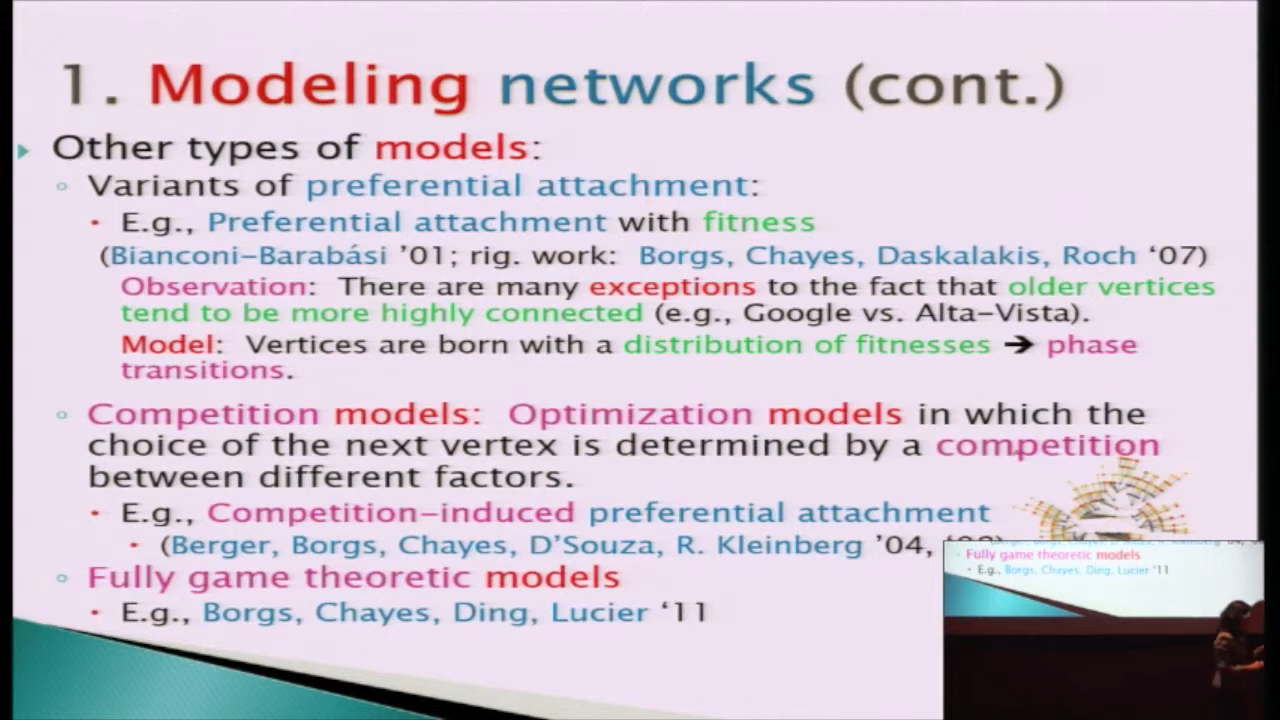 1. Modeling networks (cont.)
Other types of models:
Variants of preferential attachment:
E.g., Preferential attachment with fitness
(Bianconi-Barabási '01; rig. work: Borgs, Chayes, Daskalakis, Roch '07)
Observation: There are many exceptions to the fact that older vertices
tend to be more highly connected (e.g., Google vs. Alta-Vista).
Model: Vertices are born with a distribution of fitnesses → phase
transitions.
Competition models: Optimization models in which the
choice of the next vertex is determined by a competition
between different factors.
E.g., Competition-induced preferential attachment
(Berger, Borgs, Chayes, D'Souza, R. Kleinberg '04,
Fully game theoretic models
E.g., Borgs, Chayes, Ding, Lucier '11
Fully game theoretic models
E.g., Borgs, Chayes, Ding, Lucier '11